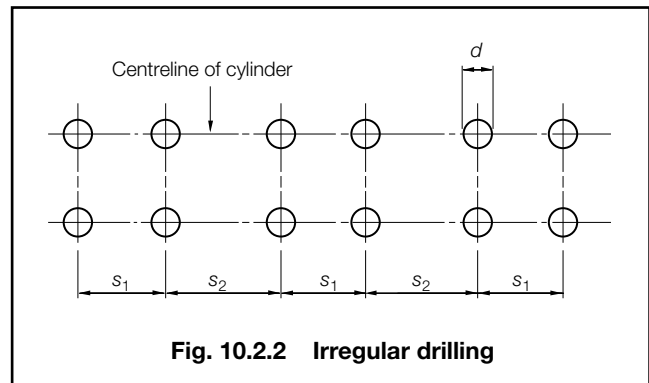 d
Centreline of cylinder
s1 s2 s1 s2 s1
Fig. 10.2.2 Irregular drilling